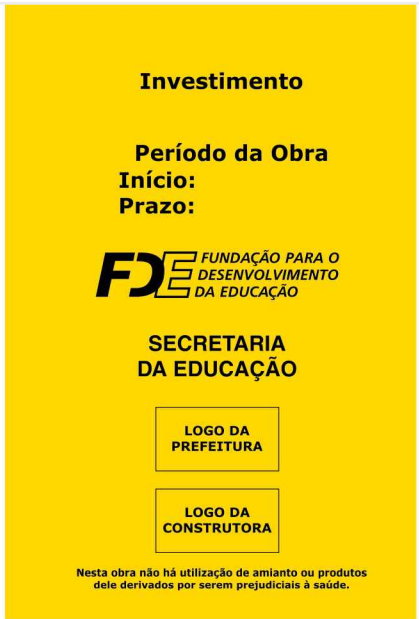 Investimento
Período da Obra
Início:
Prazo:
FDE FUNDAÇÃO PARA O
DESENVOLVIMENTO
DA EDUCAÇÃO
SECRETARIA
DA EDUCAÇÃO
LOGO DA
PREFEITURA
LOGO DA
CONSTRUTORA
Nesta obra não há utilização de amianto ou produtos
dele derivados por serem prejudiciais à saúde.